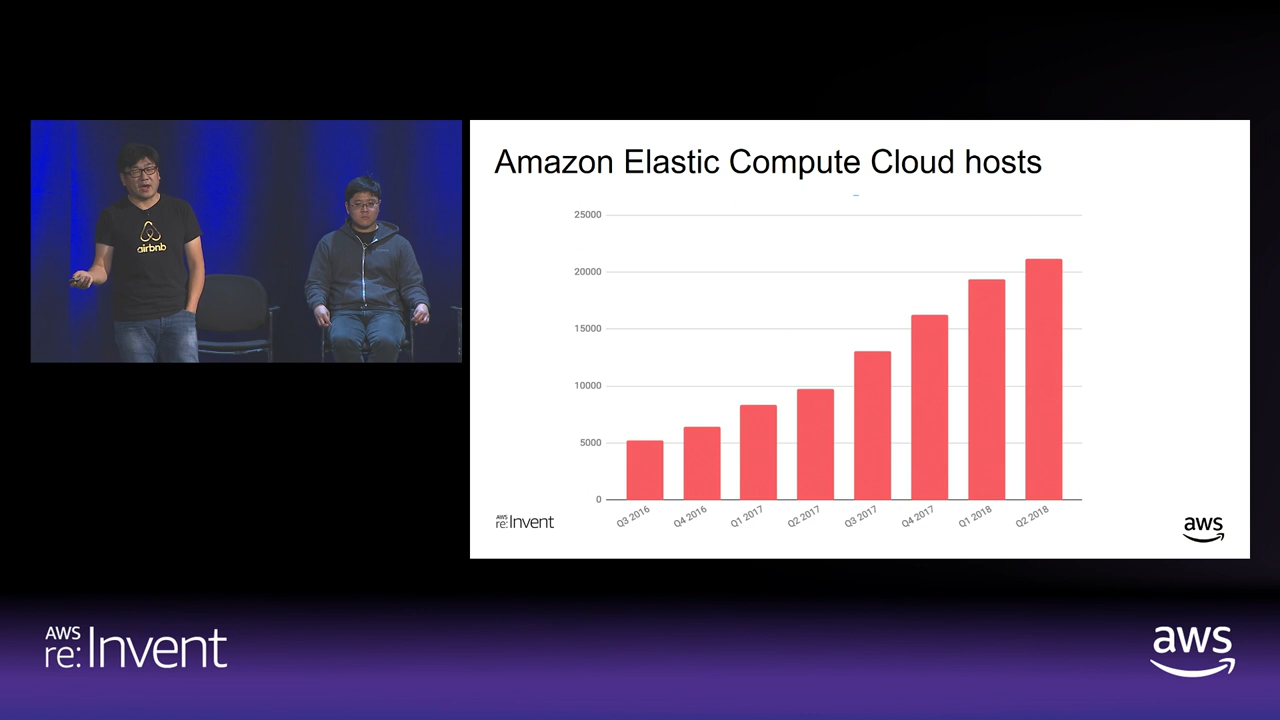 airbnb
Amazon Elastic Compute Cloud hosts
25000
20000
15000
10000
5000
0
Q3 2016
Q4 2016
Q1 2017
Q2 2017
Q3 2017
Q4 2017
Q1 2018
Q2 2018
AWS
re:Invent
aws
AWS
re:Invent
aws